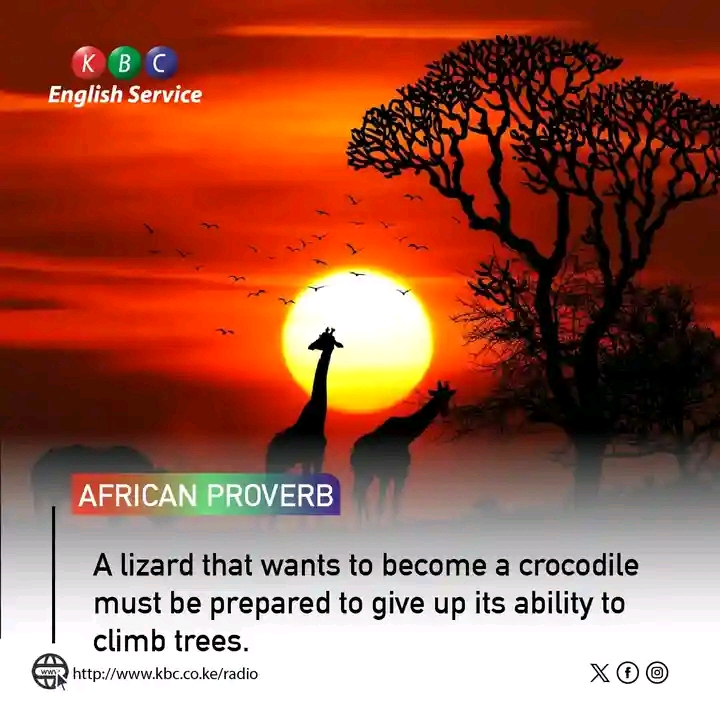 K B C
English Service
AFRICAN PROVERB
A lizard that wants to become a crocodile
must be prepared to give up its ability to
climb trees.
www
http://www.kbc.co.ke/radio